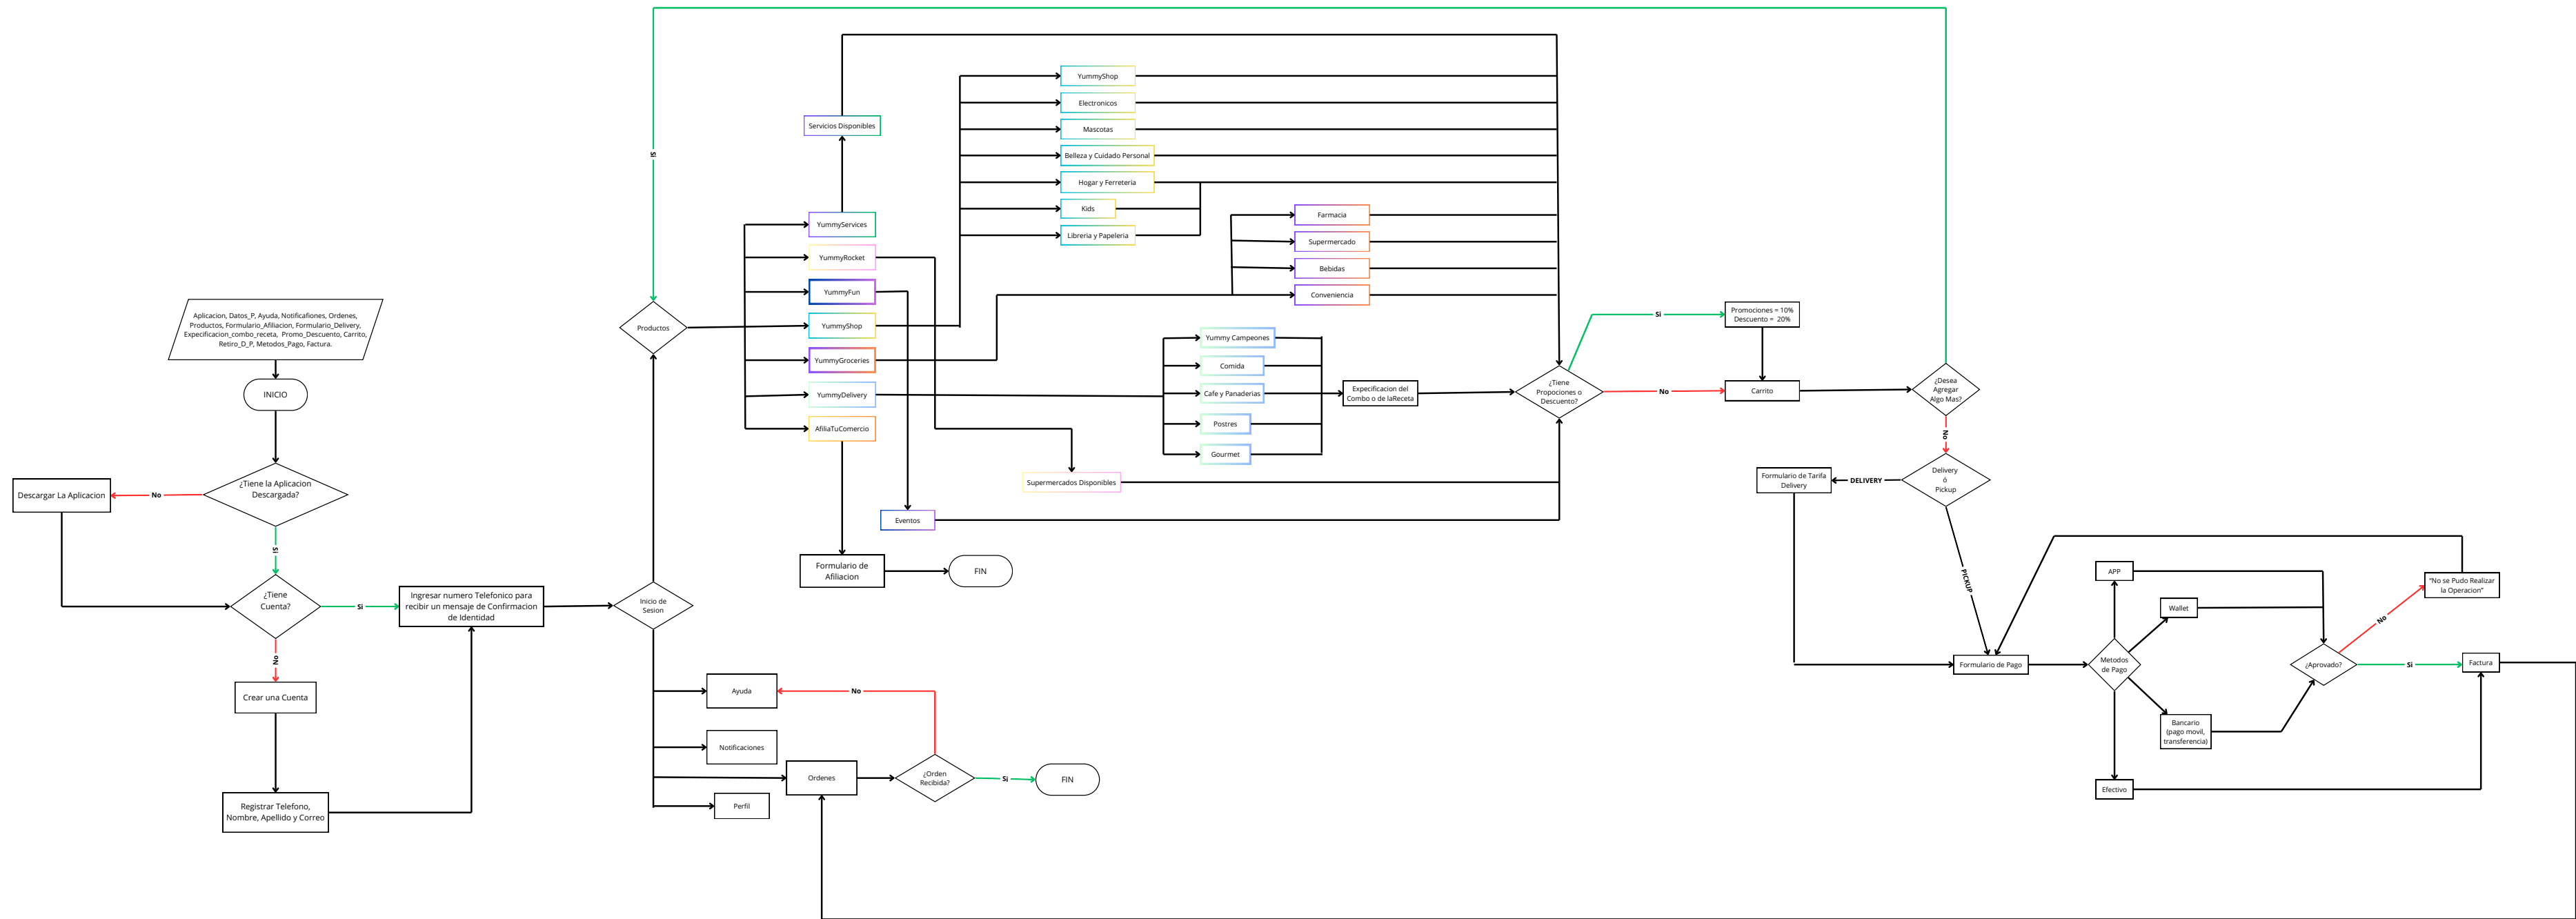 Si
Servicios Disponibles
YummyShop
Electronicos
Mascotas
Belleza y Cuidado Personal
Hogar y Ferreteria
Kids
Libreria y Papeleria
YummyServices
YummyRocket
YummyFun
YummyShop
YummyGroceries
YummyDelivery
AfiliaTuComercio
Farmacia
Supermercado
Bebidas
Conveniencia
Aplicacion, Datos_P, Ayuda, Notifiafiones, Ordenes,
Productos, Formulario_Afiliacion, Formulario_Delivery,
Expecificacion_combo_receta,  Promo_Descuento, Carrito,
Retiro_D_P, Metodos_Pago, Factura.
INICIO
¿Tiene la Aplicacion
Descargada?
No
Descargar La Aplicacion
Si
¿Tiene
Cuenta?
Si
No
Crear una Cuenta
Registrar Telefono,
Nombre, Apellido y Correo
Ingresar numero Telefonico para
recibir un mensaje de Confirmacion
de Identidad
Inicio de
Sesion
Productos
Yummy Campeones
Comida
Cafe y Panaderias
Postres
Gourmet
Expecificacion del
Combo o de laReceta
Supermercados Disponibles
Eventos
Formulario de
Afiliacion
FIN
¿Tiene
Propociones o
Descuento?
Si
No
Promociones = 10%
Descuento =  20%
Carrito
¿Desea
Agregar
Algo Mas?
No
Delivery
ó
Pickup
DELIVERY
Formulario de Tarifa
Delivery
PICKUP
Formulario de Pago
Metodos
de Pago
APP
Wallet
Bancario
(pago movil,
transferencia)
Efectivo
¿Aprovado?
No
"No se Pudo Realizar
la Operacion"
Si
Factura
Ayuda
No
Notificaciones
Ordenes
¿Orden
Recibida?
Si
FIN
Perfil